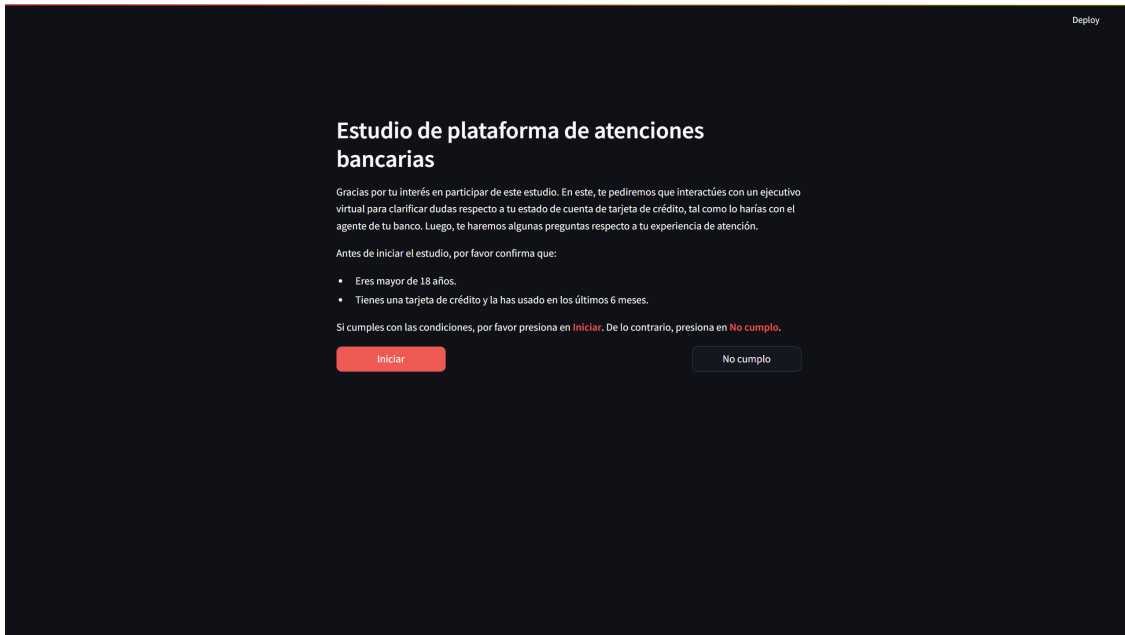 Deploy
Estudio de plataforma de atenciones
bancarias
Gracias por tu interés en participar de este estudio. En este, te pediremos que interactúes con un ejecutivo
virtual para clarificar dudas respecto a tu estado de cuenta de tarjeta de crédito, tal como lo harías con el
agente de tu banco. Luego, te haremos algunas preguntas respecto a tu experiencia de atención.
Antes de iniciar el estudio, por favor confirma que:
• Eres mayor de 18 años.
• Tienes una tarjeta de crédito y la has usado en los últimos 6 meses.
Si cumples con las condiciones, por favor presiona en Iniciar. De lo contrario, presiona en No cumplo.
Iniciar
No cumplo